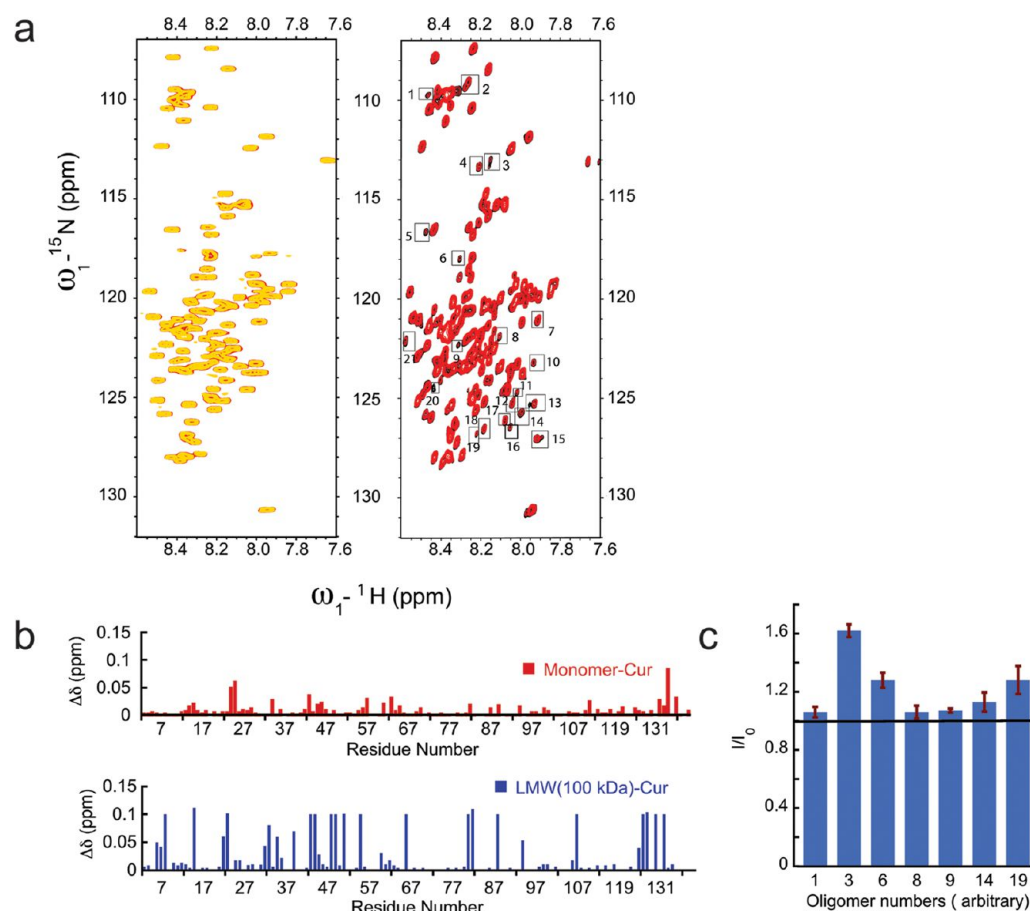 a
8.4 8.2 8.0 7.8 7.6
8.4 8.2 8.0 7.8 7.6
110
115
120
125
130
ω1-15N (ppm)
110
115
120
125
130
110
115
120
125
130
1
2
3
4
5
6
7
8
9
10
11
12
13
14
15
16
17
18
19
20
21
8.4 8.2 8.0 7.8 7.6
8.4 8.2 8.0 7.8 7.6
ω1- 1H (ppm)
b
0.15
0.1
0.05
0
Δδ (ppm)
Monomer-Cur
7 17 27 37 47 57 67 77 87 97 107 119 131
Residue Number
0.15
0.1
0.05
0
Δδ (ppm)
LMW(100 kDa)-Cur
7 17 27 37 47 57 67 77 87 97 107 119 131
Residue Number
c
1.6
1.2
0.8
0.4
0
I/I0
1 3 6 8 9 14 19
Oligomer numbers ( arbitrary)